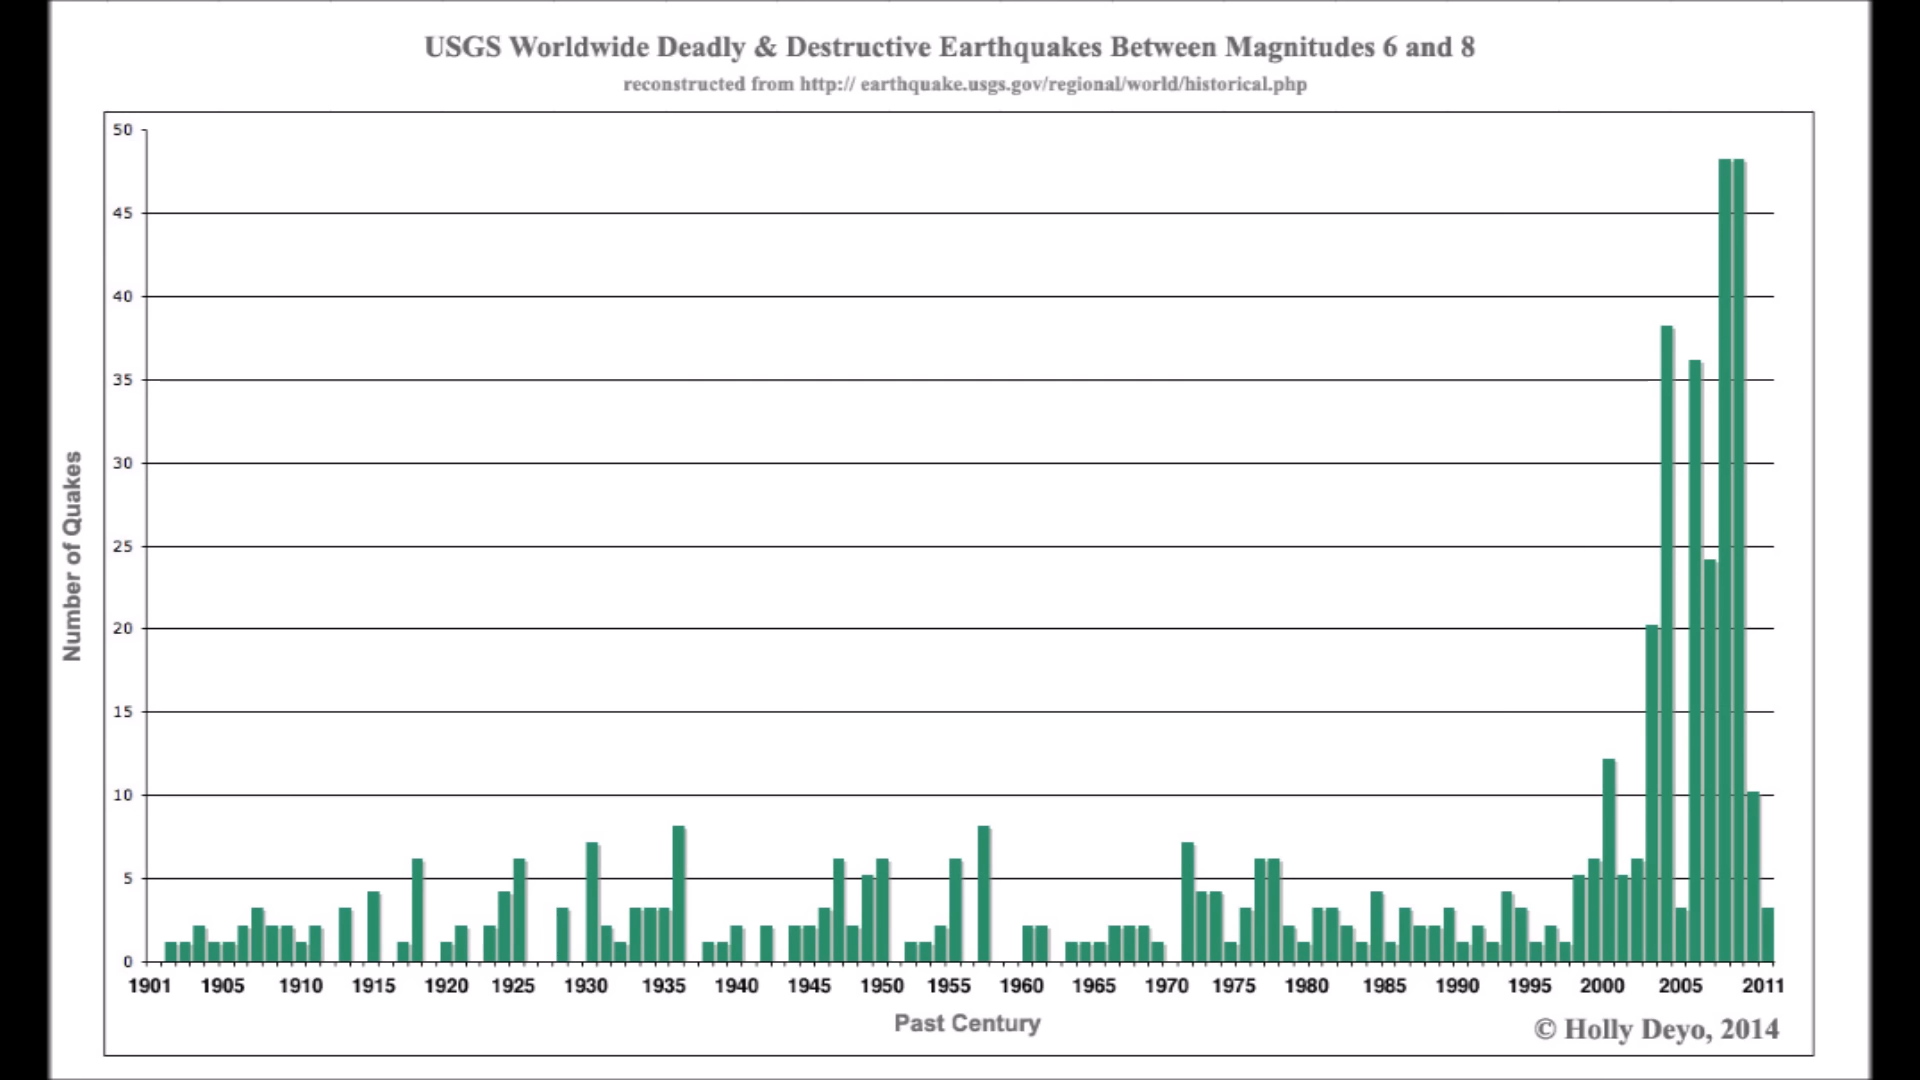 USGS Worldwide Deadly & Destructive Earthquakes Between Magnitudes 6 and 8
reconstructed from http:// earthquake.usgs.gov/regional/world/historical.php
50
45
40
35
30
25
20
15
10
5
0
Number of Quakes
1901 1905 1910 1915 1920 1925 1930 1935 1940 1945 1950 1955 1960 1965 1970 1975 1980 1985 1990 1995 2000 2005 2011
Past Century
© Holly Deyo, 2014